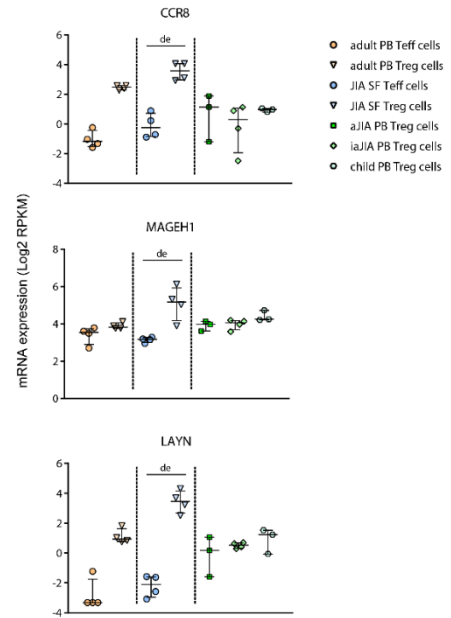 CCR8
6
4
2
0
-2
-4
de
adult PB Teff cells
adult PB Treg cells
JIA SF Teff cells
JIA SF Treg cells
aJIA PB Treg cells
iaJIA PB Treg cells
child PB Treg cells
mRNA expression (Log2 RPKM)
MAGEH1
8
6
4
2
0
de
LAYN
6
4
2
0
-2
-4
de